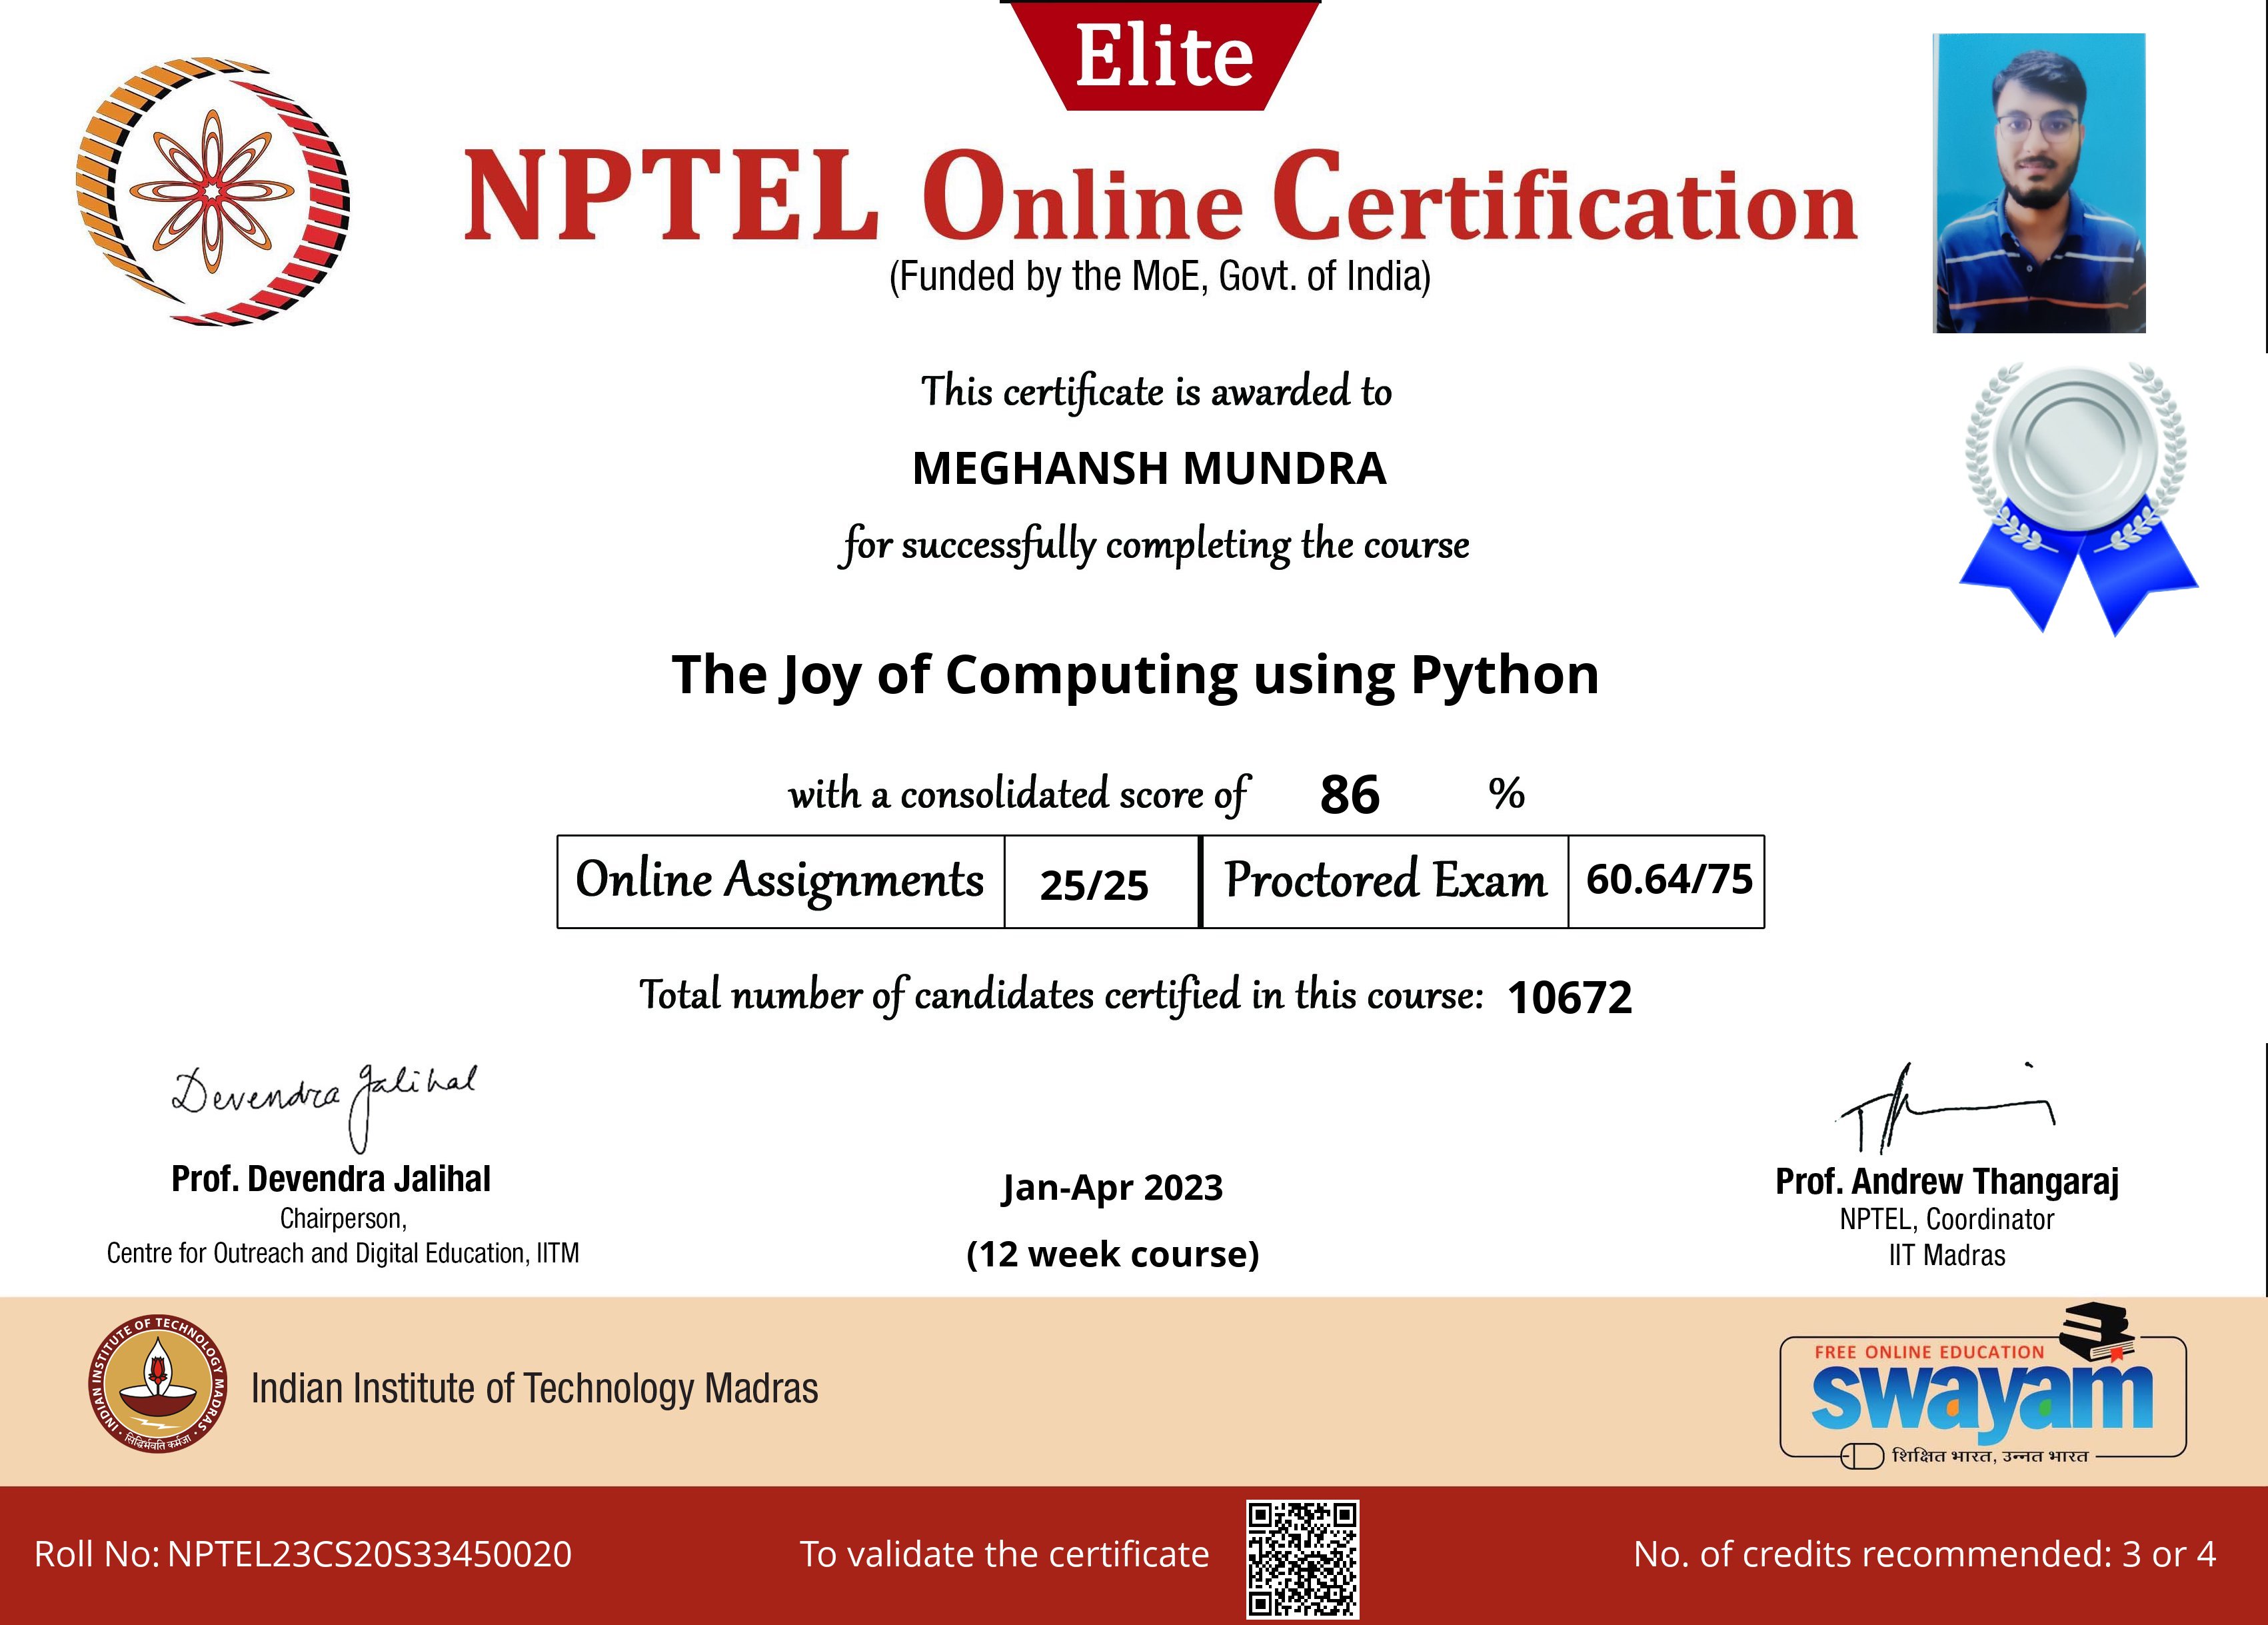 Elite
NPTEL Online Certification
(Funded by the MoE, Govt. of India)
This certificate is awarded to
MEGHANSH MUNDRA
for successfully completing the course
The Joy of Computing using Python
with a consolidated score of 86 %
Online Assignments 25/25 Proctored Exam 60.64/75
Total number of candidates certified in this course: 10672
Devendra Jalihal
Prof. Devendra Jalihal
Chairperson,
Centre for Outreach and Digital Education, IITM
Jan-Apr 2023
(12 week course)
Prof. Andrew Thangaraj
NPTEL, Coordinator
IIT Madras
INDIAN INSTITUTE OF TECHNOLOGY MADRAS
सिद्धिर्भवति कर्मजा
Indian Institute of Technology Madras
FREE ONLINE EDUCATION
swayam
शिक्षित भारत, उन्नत भारत
Roll No: NPTEL23CS20S33450020
To validate the certificate
No. of credits recommended: 3 or 4